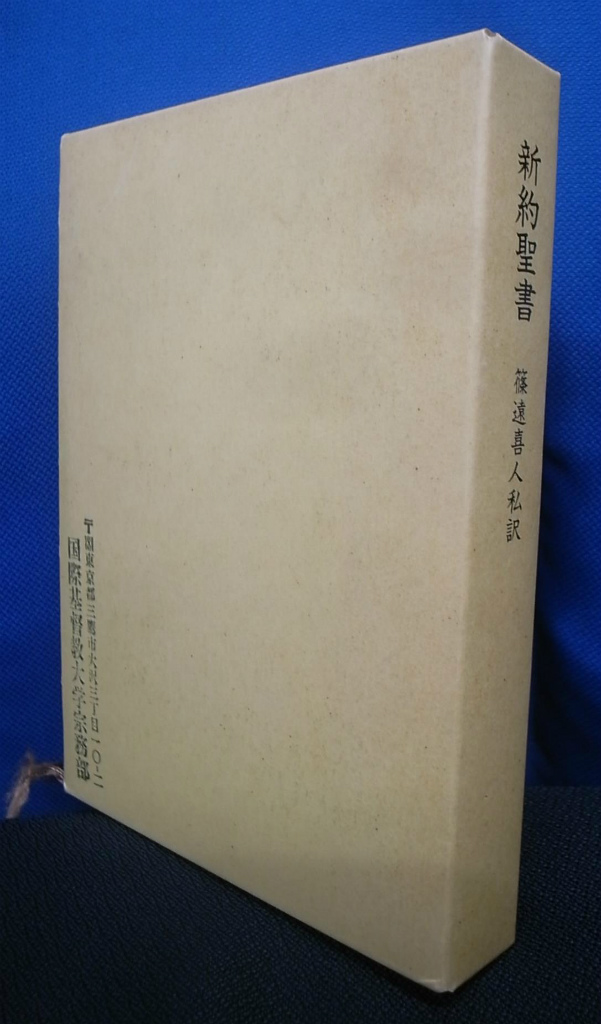 新約聖書
篠遠喜人私訳
東京都三鷹市大沢三丁目一〇-二
国際基督教大学宗務部